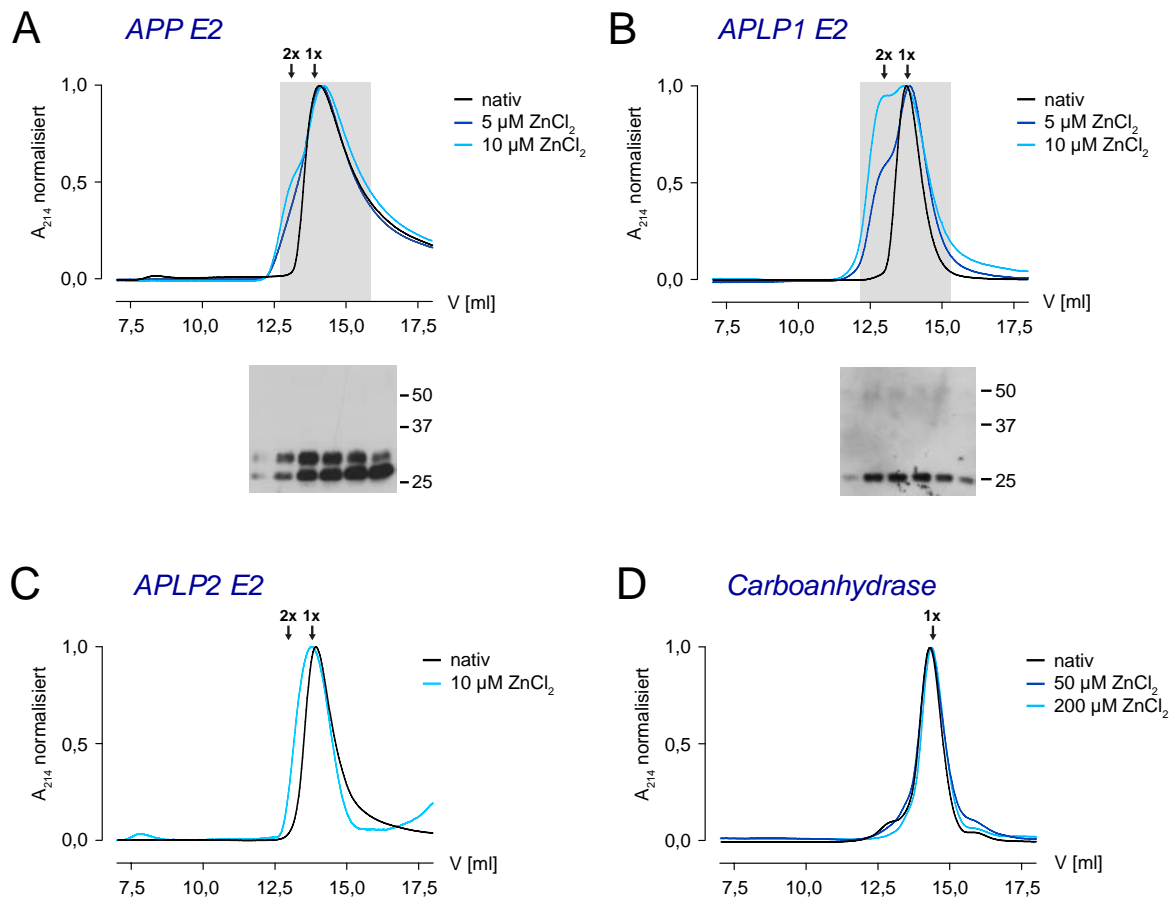 A
APP E2
2x 1x
1,0
0,5
0,0
A214 normalisiert
nativ
5 µM ZnCl2
10 µM ZnCl2
V [ml]
7,5 10,0 12,5 15,0 17,5
50
37
25
B
APLP1 E2
2x 1x
1,0
0,5
0,0
A214 normalisiert
nativ
5 µM ZnCl2
10 µM ZnCl2
V [ml]
7,5 10,0 12,5 15,0 17,5
50
37
25
C
APLP2 E2
2x 1x
1,0
0,5
0,0
A214 normalisiert
nativ
10 µM ZnCl2
V [ml]
7,5 10,0 12,5 15,0 17,5
D
Carboanhydrase
1x
1,0
0,5
0,0
A214 normalisiert
nativ
50 µM ZnCl2
200 µM ZnCl2
V [ml]
7,5 10,0 12,5 15,0 17,5